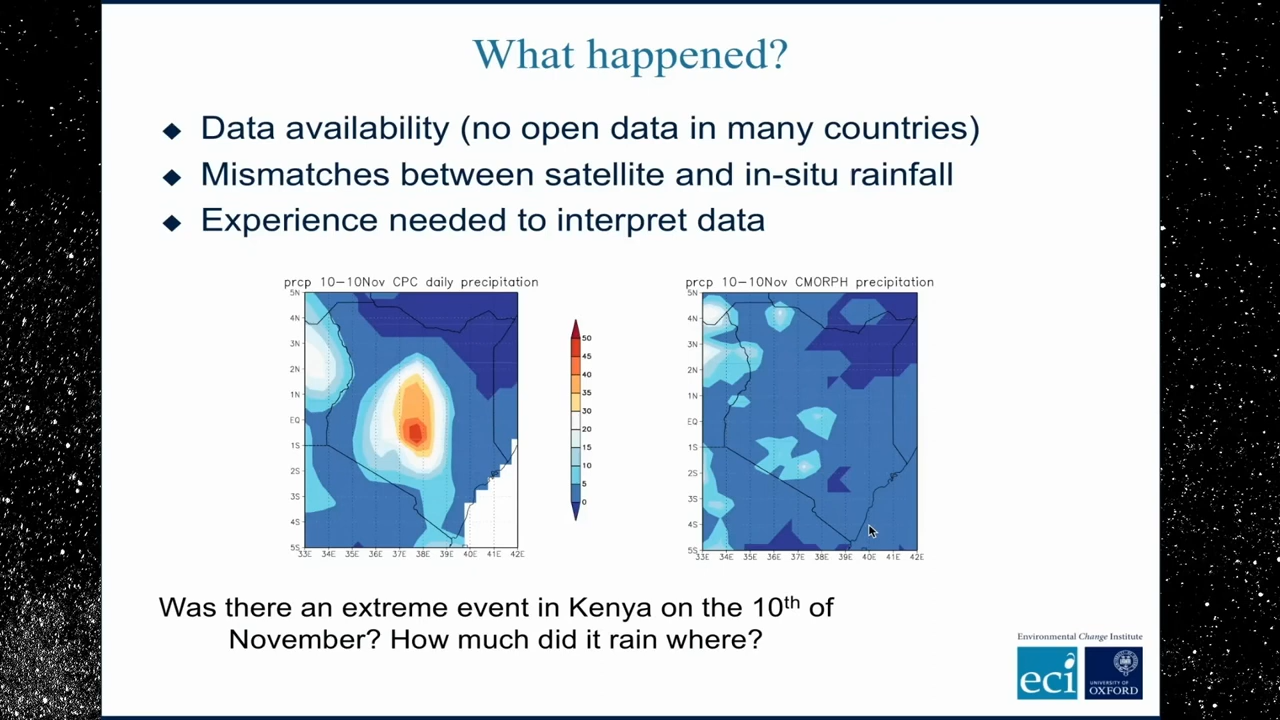 What happened?
Data availability (no open data in many countries)
Mismatches between satellite and in-situ rainfall
Experience needed to interpret data
prcp 10-10Nov CPC daily precipitation
5N
4N
3N
2N
1N
EQ
1S
2S
3S
4S
5S
33E 34E 35E 36E 37E 38E 39E 40E 41E 42E
50
45
40
35
30
20
15
10
5
0
prcp 10-10Nov CMORPH precipitation
5N
4N
3N
2N
1N
EQ
1S
2S
3S
4S
5S
33E 34E 35E 36E 37E 38E 39E 40E 41E 42E
Was there an extreme event in Kenya on the 10th of
November? How much did it rain where?
Environmental Change Institute
eci
UNIVERSITY OF
OXFORD